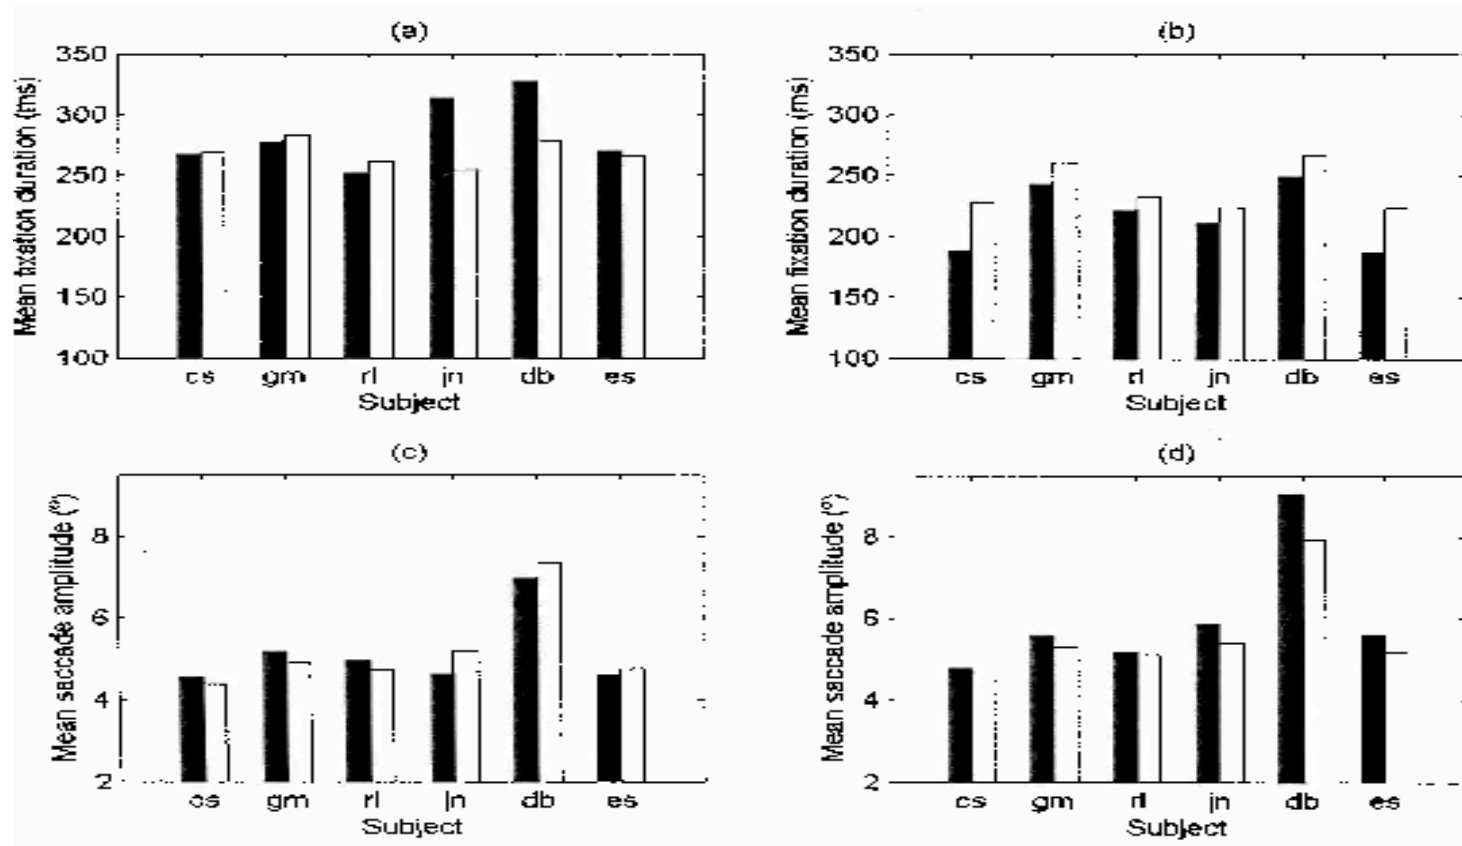 (a)
350
300
250
200
150
100
Mean fixation duration (ms)
cs gm rl jn db es
Subject
(b)
350
300
250
200
150
100
Mean fixation duration (ms)
cs gm rl jn db es
Subject
(c)
8
6
4
2
Mean saccade amplitude (º)
cs gm rl jn db es
Subject
(d)
8
6
4
2
Mean saccade amplitude (º)
cs gm rl jn db es
Subject